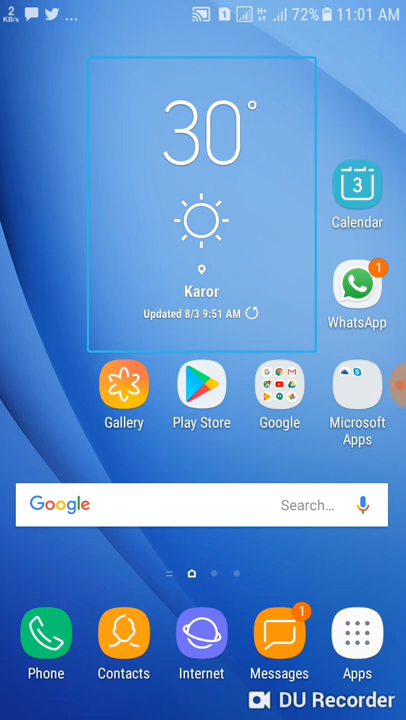 2
KB/s
...
1
H+
72%
11:01 AM
30°
3
Calendar
1
WhatsApp
Karor
Updated 8/3 9:51 AM
Gallery
Play Store
Google
Microsoft
Apps
Google
Search...
1
Phone
Contacts
Internet
Messages
Apps
DU Recorder